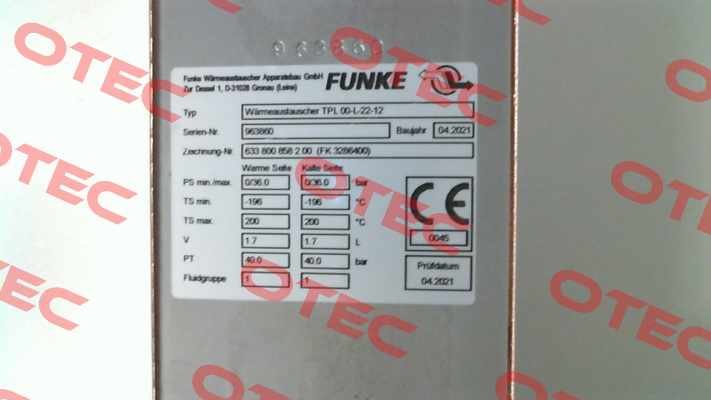 963860
Funke Wärmeaustauscher Apparatebau GmbH
Zur Dessel 1, D-31028 Gronau (Leine)
FUNKE
Typ Wärmeaustauscher TPL 00-L-22-12
Serien-Nr. 963860 Baujahr 04.2021
Zeichnung-Nr. 633 800 858 2 00 (FK 3286400)
Warme Seite Kalte Seite
PS min./max. 0/36.0 0/36.0 bar
TS min. -196 -196 °C
TS max. 200 200 °C
V 1.7 1.7 L
PT 40.0 40.0 bar
Fluidgruppe 1 1
CE
0045
Prüfdatum
04.2021
OTEC
OTEC
OTEC
OTEC
OTEC
OTEC
OTEC
OTEC
OTEC